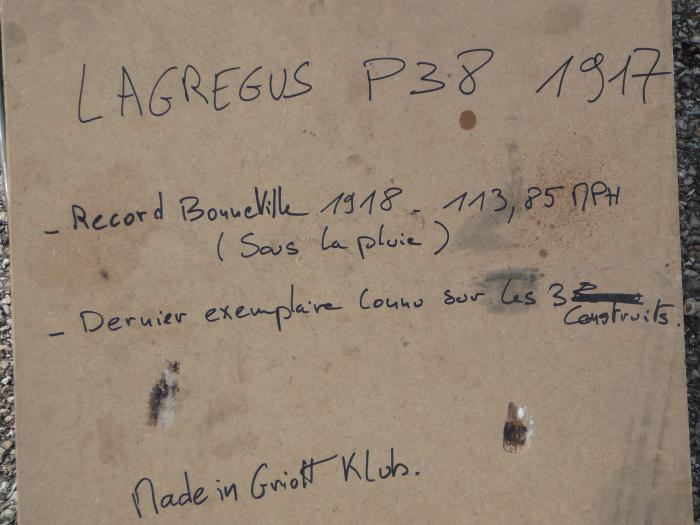 LAGREGUS P38 1917
- Record Bonneville 1918 - 113,85 MPH
(Sous la pluie)
- Dernier exemplaire connu sur les 3
construits.
Made in Griott Klub.